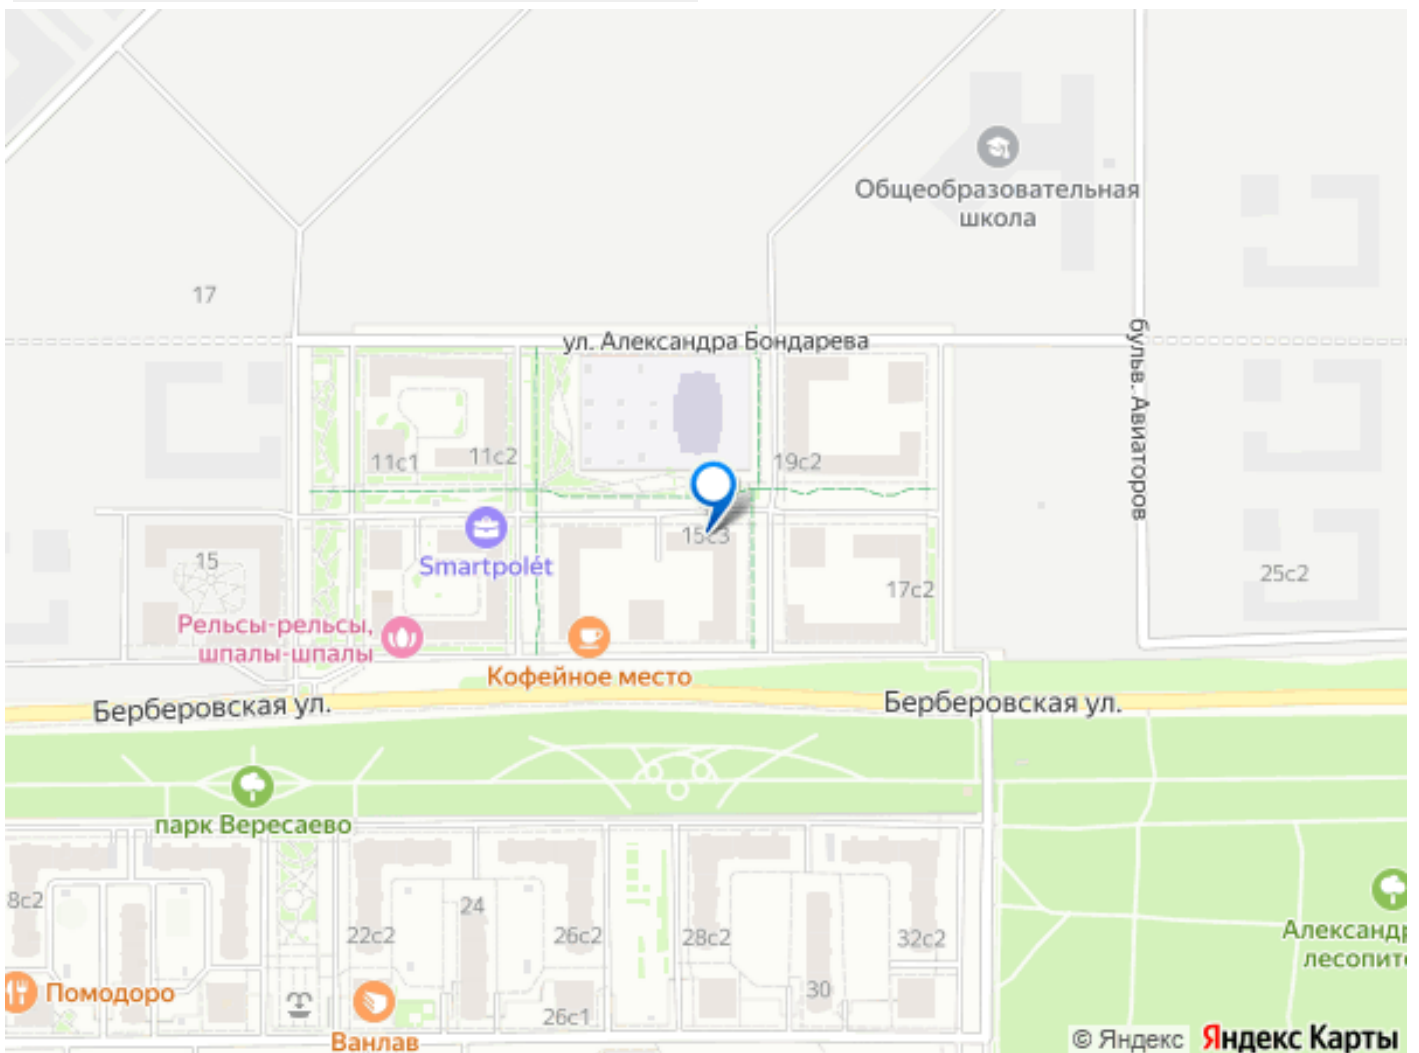 Общеобразовательная
школа
17
ул. Александра Бондарева
бульв. Авиаторов
11с1
11с2
19с2
15с3
Smartpolét
15
17с2
25с2
Рельсы-рельсы,
шпалы-шпалы
Кофейное место
Берберовская ул.
Берберовская ул.
парк Вересаево
8с2
24
22с2
26с2
28с2
32с2
Александр
лесопит
Помодоро
30
26с1
Ванлав
© Яндекс Яндекс Карты